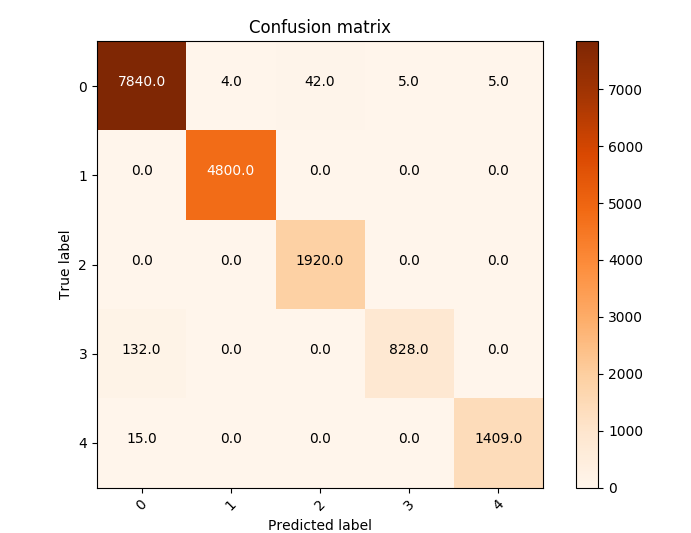 Confusion matrix
0 7840.0 4.0 42.0 5.0 5.0
1 0.0 4800.0 0.0 0.0 0.0
2 0.0 0.0 1920.0 0.0 0.0
3 132.0 0.0 0.0 828.0 0.0
4 15.0 0.0 0.0 0.0 1409.0
0 1 2 3 4
True label
Predicted label
7000
6000
5000
4000
3000
2000
1000
0